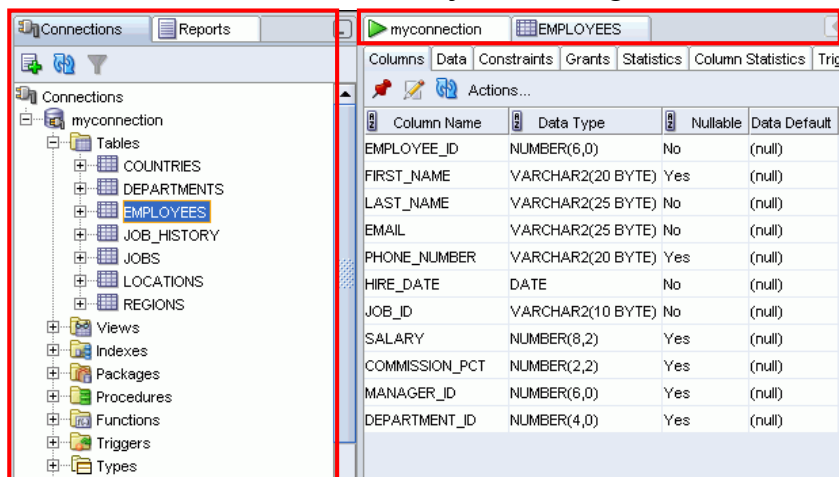 Connections Reports
Connections
myconnection
Tables
COUNTRIES
DEPARTMENTS
EMPLOYEES
JOB_HISTORY
JOBS
LOCATIONS
REGIONS
Views
Indexes
Packages
Procedures
Functions
Triggers
Types
myconnection EMPLOYEES
Columns Data Constraints Grants Statistics Column Statistics Trig
Actions...
Column Name Data Type Nullable Data Default
EMPLOYEE_ID NUMBER(6,0) No (null)
FIRST_NAME VARCHAR2(20 BYTE) Yes (null)
LAST_NAME VARCHAR2(25 BYTE) No (null)
EMAIL VARCHAR2(25 BYTE) No (null)
PHONE_NUMBER VARCHAR2(20 BYTE) Yes (null)
HIRE_DATE DATE No (null)
JOB_ID VARCHAR2(10 BYTE) No (null)
SALARY NUMBER(8,2) Yes (null)
COMMISSION_PCT NUMBER(2,2) Yes (null)
MANAGER_ID NUMBER(6,0) Yes (null)
DEPARTMENT_ID NUMBER(4,0) Yes (null)